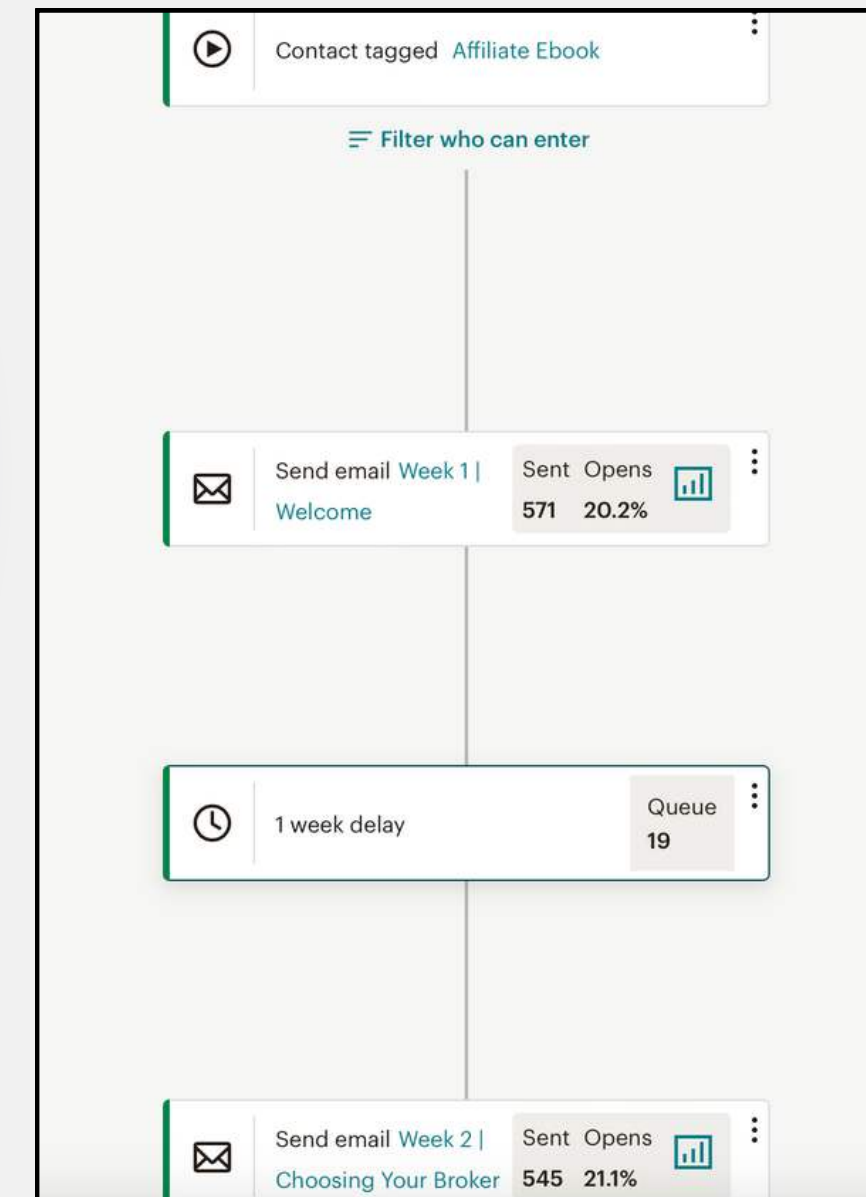 Contact tagged Affiliate Ebook
Filter who can enter
Send email Week 1 |
Welcome
Sent Opens
571 20.2%
1 week delay
Queue
19
Send email Week 2 |
Choosing Your Broker
Sent Opens
545 21.1%